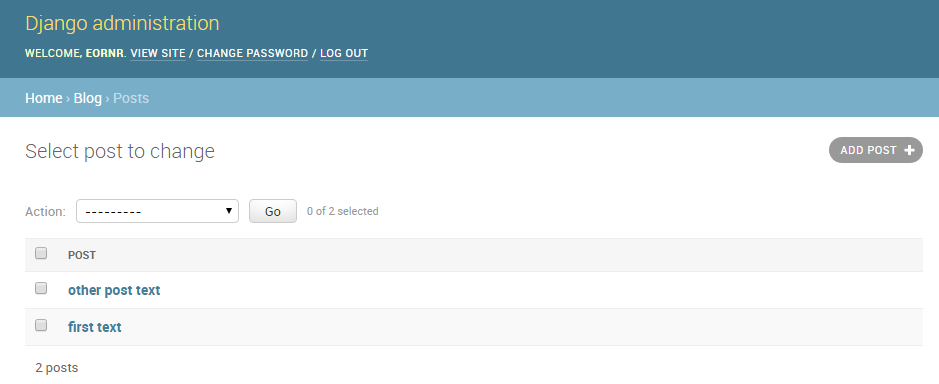 Django administration
WELCOME, EORNR. VIEW SITE / CHANGE PASSWORD / LOG OUT
Home › Blog › Posts
Select post to change
ADD POST +
Action: --------- Go 0 of 2 selected
POST
other post text
first text
2 posts